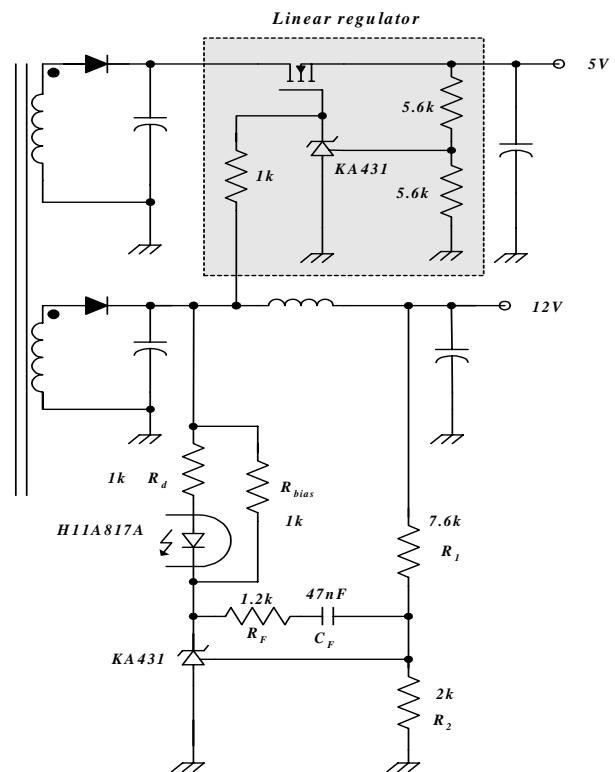 Linear regulator
5V
5.6k
KA431
1k
5.6k
12V
1k R_d
R_bias
1k
H11A817A
7.6k
R_1
1.2k 47nF
R_F C_F
KA431
2k
R_2